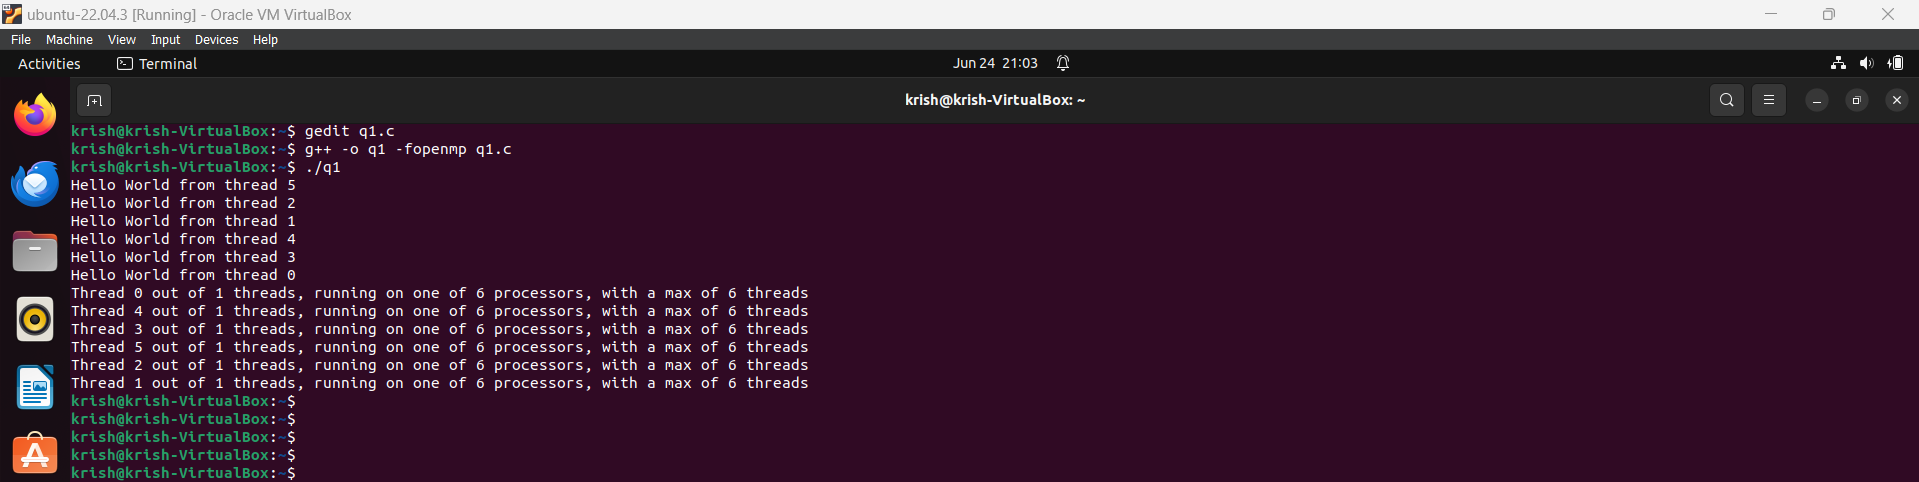 ubuntu-22.04.3 [Running] - Oracle VM VirtualBox
File Machine View Input Devices Help
Activities Terminal Jun 24 21:03
krish@krish-VirtualBox: ~
krish@krish-VirtualBox:~$ gedit q1.c
krish@krish-VirtualBox:~$ g++ -o q1 -fopenmp q1.c
krish@krish-VirtualBox:~$ ./q1
Hello World from thread 5
Hello World from thread 2
Hello World from thread 1
Hello World from thread 4
Hello World from thread 3
Hello World from thread 0
Thread 0 out of 1 threads, running on one of 6 processors, with a max of 6 threads
Thread 4 out of 1 threads, running on one of 6 processors, with a max of 6 threads
Thread 3 out of 1 threads, running on one of 6 processors, with a max of 6 threads
Thread 5 out of 1 threads, running on one of 6 processors, with a max of 6 threads
Thread 2 out of 1 threads, running on one of 6 processors, with a max of 6 threads
Thread 1 out of 1 threads, running on one of 6 processors, with a max of 6 threads
krish@krish-VirtualBox:~$
krish@krish-VirtualBox:~$
krish@krish-VirtualBox:~$
krish@krish-VirtualBox:~$
krish@krish-VirtualBox:~$